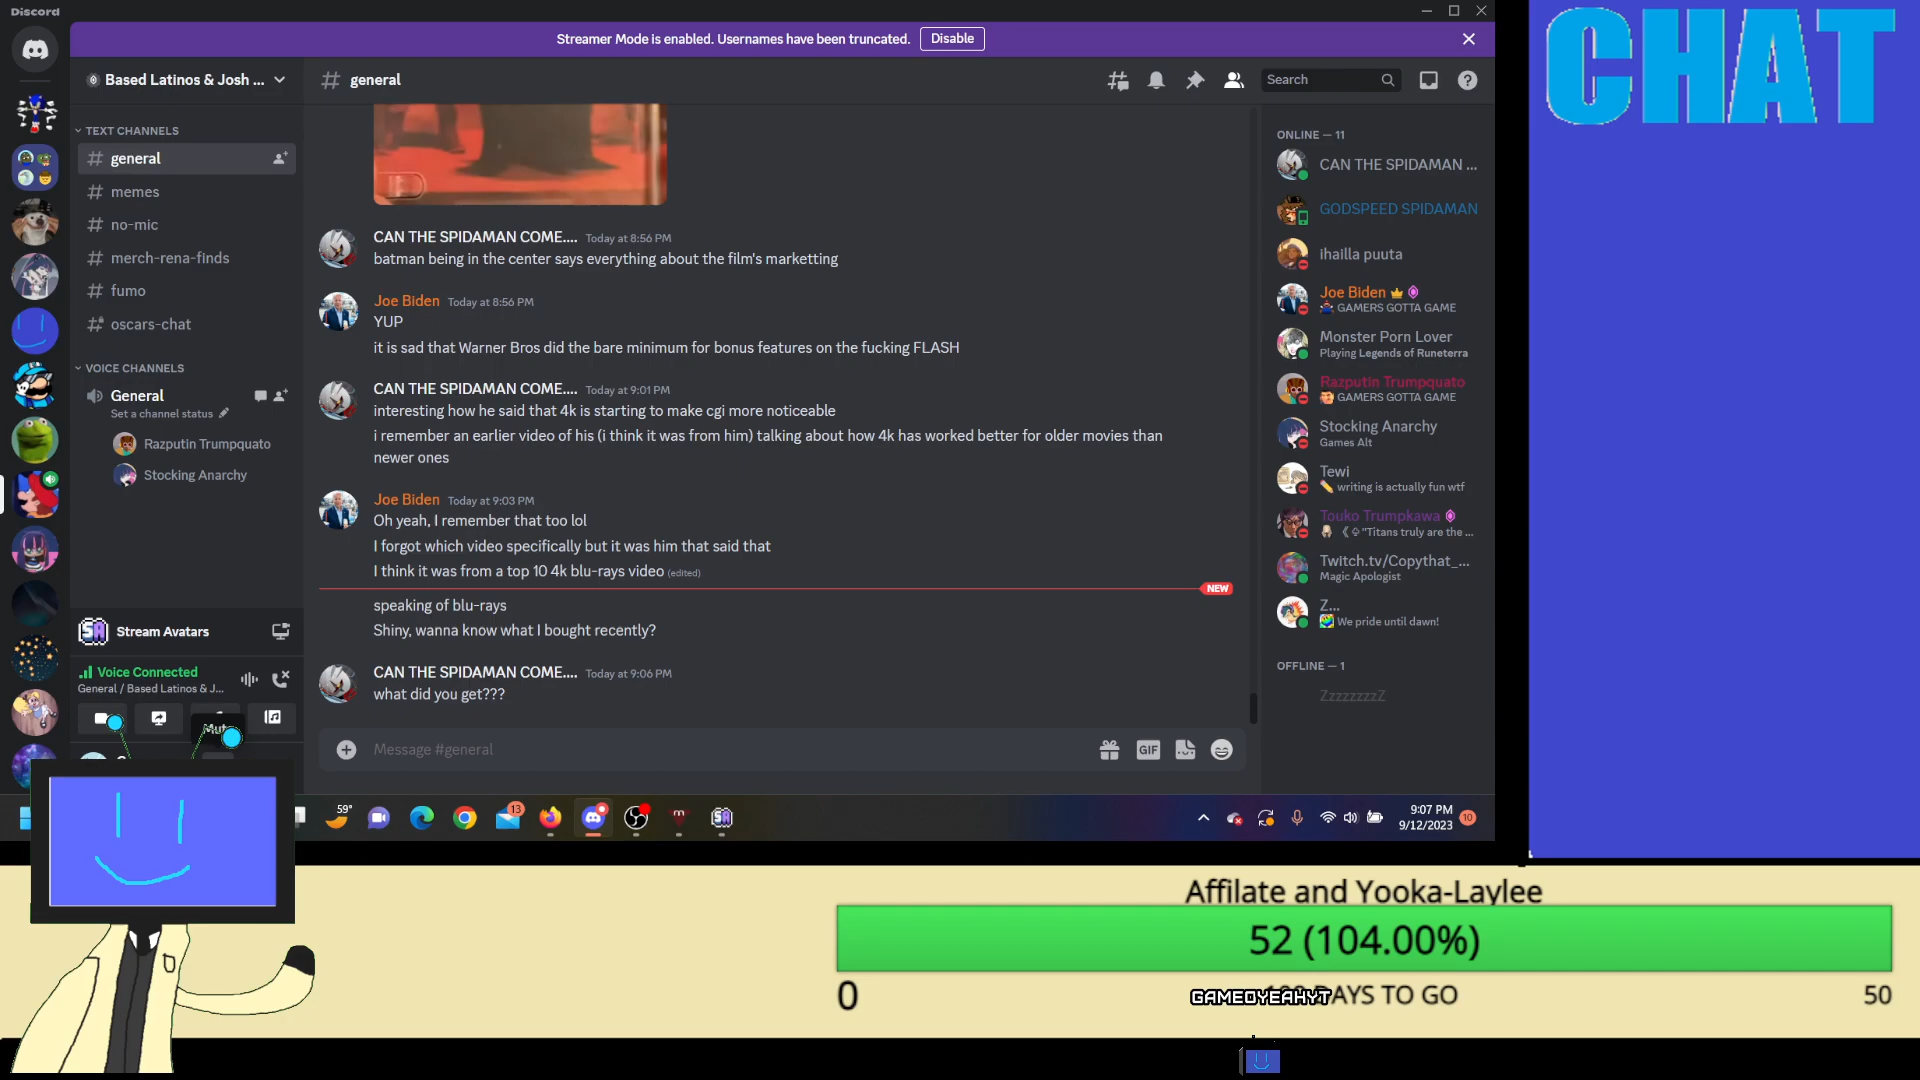 Discord
Streamer Mode is enabled. Usernames have been truncated.
Disable
Based Latinos & Josh ...
general
Search
TEXT CHANNELS
general
memes
no-mic
merch-rena-finds
fumo
oscars-chat
VOICE CHANNELS
General
Set a channel status
Razputin Trumpquato
Stocking Anarchy
Stream Avatars
SA
Voice Connected
General / Based Latinos & J...
CAN THE SPIDAMAN COME.... Today at 8:56 PM
batman being in the center says everything about the film's marketting
Joe Biden Today at 8:56 PM
YUP
it is sad that Warner Bros did the bare minimum for bonus features on the fucking FLASH
CAN THE SPIDAMAN COME.... Today at 9:01 PM
interesting how he said that 4k is starting to make cgi more noticeable
i remember an earlier video of his (i think it was from him) talking about how 4k has worked better for older movies than
newer ones
Joe Biden Today at 9:03 PM
Oh yeah, I remember that too lol
I forgot which video specifically but it was him that said that
I think it was from a top 10 4k blu-rays video (edited)
NEW
speaking of blu-rays
Shiny, wanna know what I bought recently?
CAN THE SPIDAMAN COME.... Today at 9:06 PM
what did you get???
Message #general
GIF
ONLINE — 11
CAN THE SPIDAMAN ...
GODSPEED SPIDAMAN
ihailla puuta
Joe Biden
GAMERS GOTTA GAME
Monster Porn Lover
Playing Legends of Runeterra
Razputin Trumpquato
GAMERS GOTTA GAME
Stocking Anarchy
Games Alt
Tewi
writing is actually fun wtf
Touko Trumpkawa
"Titans truly are the ...
Twitch.tv/Copythat_...
Magic Apologist
Z...
We pride until dawn!
OFFLINE — 1
ZzzzzzzzZ
59°
13
SA
9:07 PM
9/12/2023
10
CHAT
Affilate and Yooka-Laylee
52 (104.00%)
0
DAYS TO GO
50
GAMEDYEAHYT